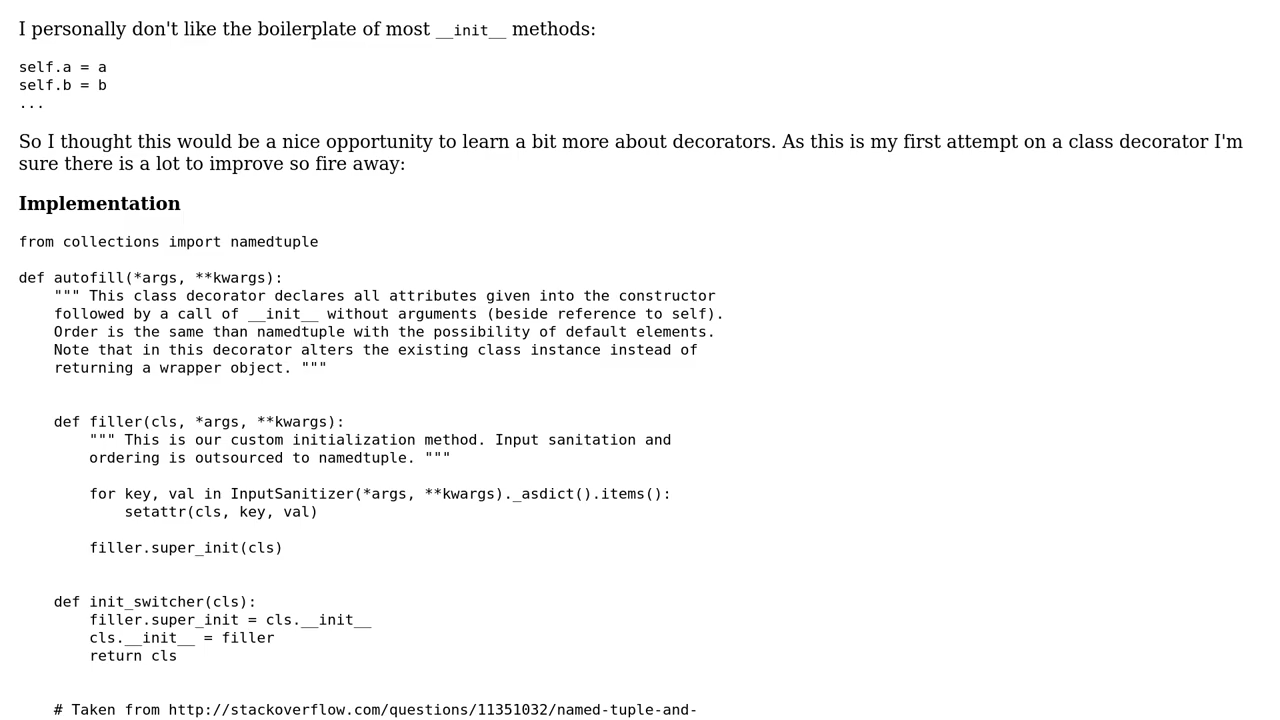 I personally don't like the boilerplate of most __init__ methods:
self.a = a
self.b = b
...
So I thought this would be a nice opportunity to learn a bit more about decorators. As this is my first attempt on a class decorator I'm
sure there is a lot to improve so fire away:
Implementation
from collections import namedtuple
def autofill(*args, **kwargs):
    """ This class decorator declares all attributes given into the constructor
    followed by a call of __init__ without arguments (beside reference to self).
    Order is the same than namedtuple with the possibility of default elements.
    Note that in this decorator alters the existing class instance instead of
    returning a wrapper object. """
    def filler(cls, *args, **kwargs):
        """ This is our custom initialization method. Input sanitation and
        ordering is outsourced to namedtuple. """
        for key, val in InputSanitizer(*args, **kwargs)._asdict().items():
            setattr(cls, key, val)
        filler.super_init(cls)
    def init_switcher(cls):
        filler.super_init = cls.__init__
        cls.__init__ = filler
        return cls
    # Taken from http://stackoverflow.com/questions/11351032/named-tuple-and-